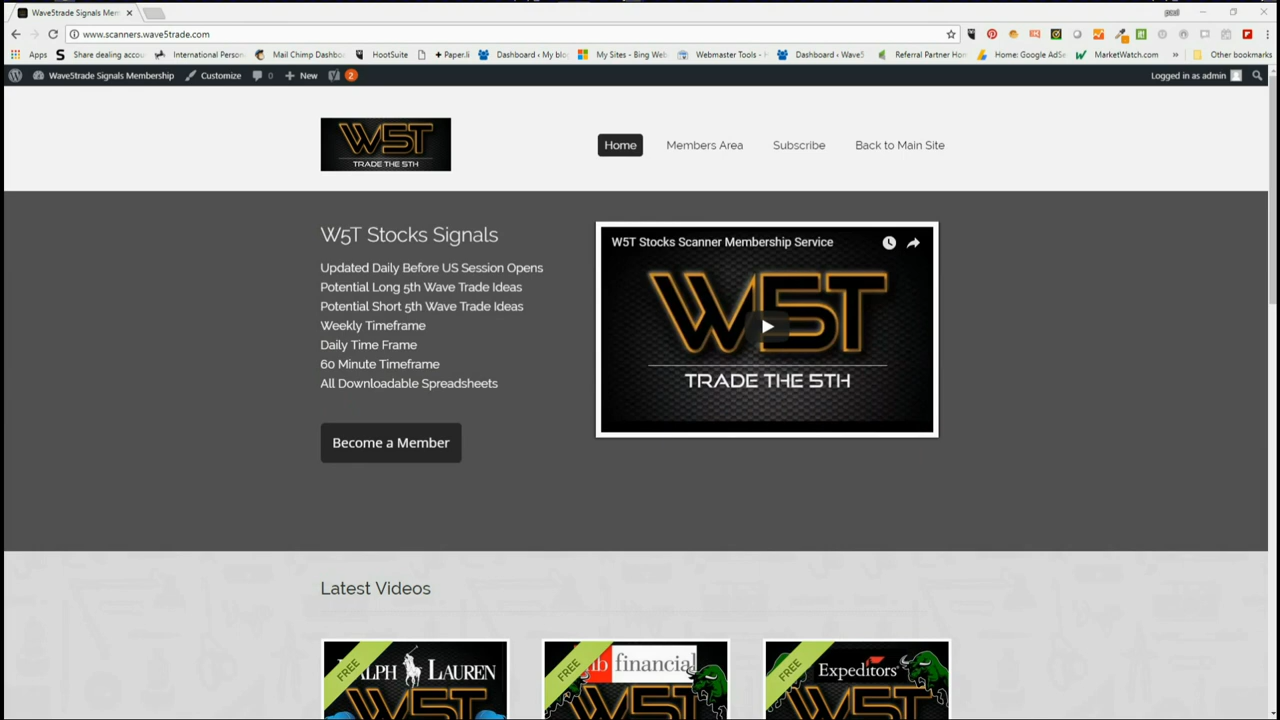 Wave5trade Signals Mem
www.scanners.wave5trade.com
Apps
Share dealing accou
International Person
Mail Chimp Dashbo
HootSuite
+ Paper.li
Dashboard ‹ My blo
My Sites - Bing Web
Webmaster Tools -
Dashboard ‹ Wave5
Referral Partner Hom
Home: Google AdSe
MarketWatch.com
»
Other bookmarks
Wave5trade Signals Membership
Customize
0
New
2
Logged in as admin
W5T
TRADE THE 5TH
Home
Members Area
Subscribe
Back to Main Site
W5T Stocks Signals
Updated Daily Before US Session Opens
Potential Long 5th Wave Trade Ideas
Potential Short 5th Wave Trade Ideas
Weekly Timeframe
Daily Time Frame
60 Minute Timeframe
All Downloadable Spreadsheets
Become a Member
W5T Stocks Scanner Membership Service
W5T
TRADE THE 5TH
Latest Videos
FREE
ALPH LAUREN
W5T
FREE
financial
W5T
FREE
Expeditors
W5T